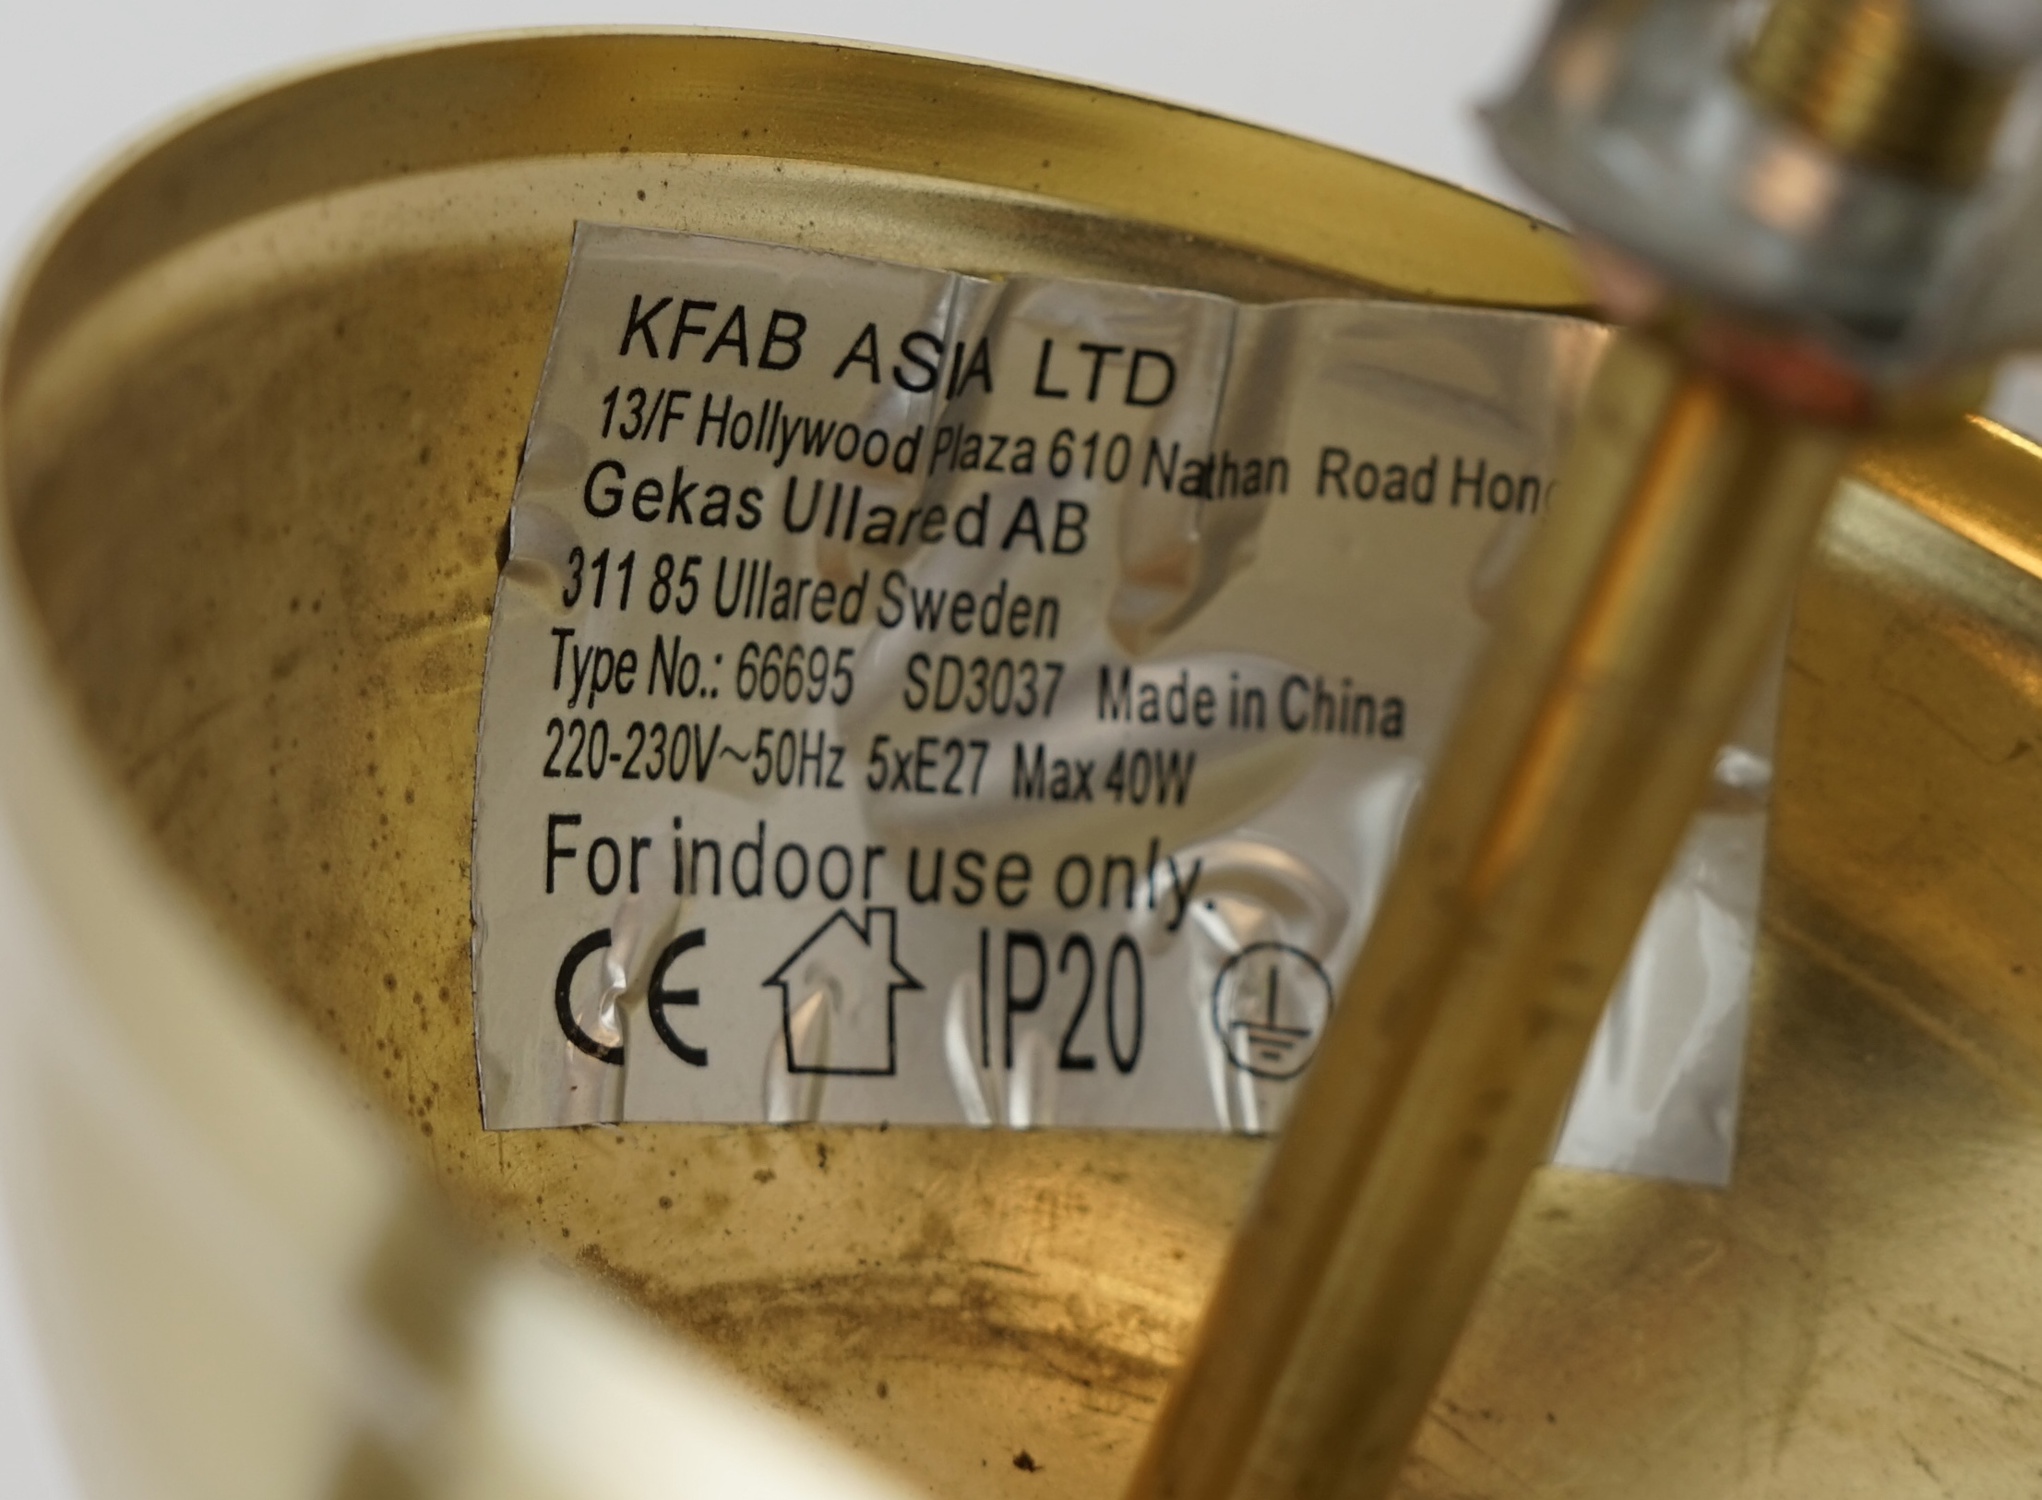 KFAB ASIA LTD
13/F Hollywood Plaza 610 Nathan Road Hong
Gekas Ullared AB
311 85 Ullared Sweden
Type No.: 66695 SD3037 Made in China
220-230V~50Hz 5xE27 Max 40W
For indoor use only.
CE IP20